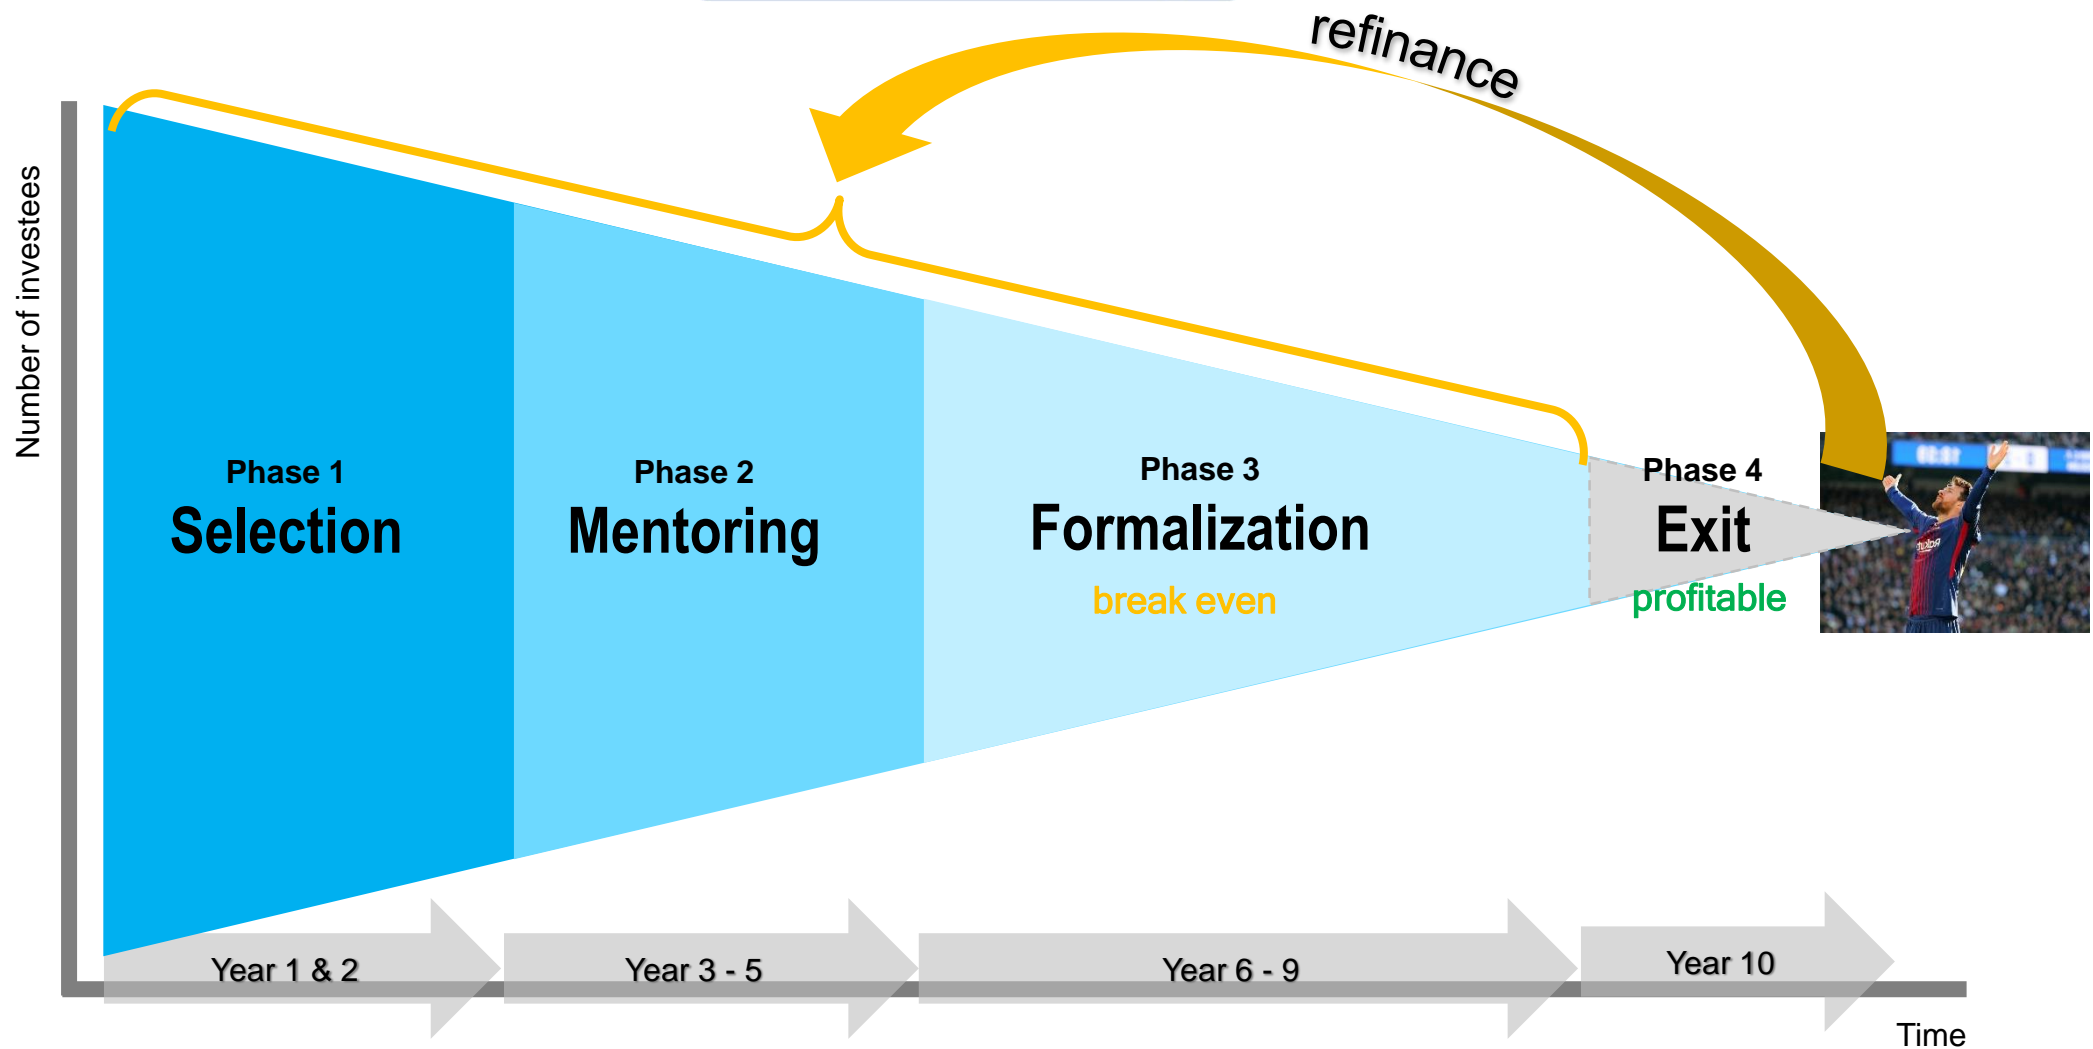 refinance
Number of investees
Phase 1
Selection
Phase 2
Mentoring
Phase 3
Formalization
break even
Phase 4
Exit
profitable
Year 1 & 2
Year 3 - 5
Year 6 - 9
Year 10
Time